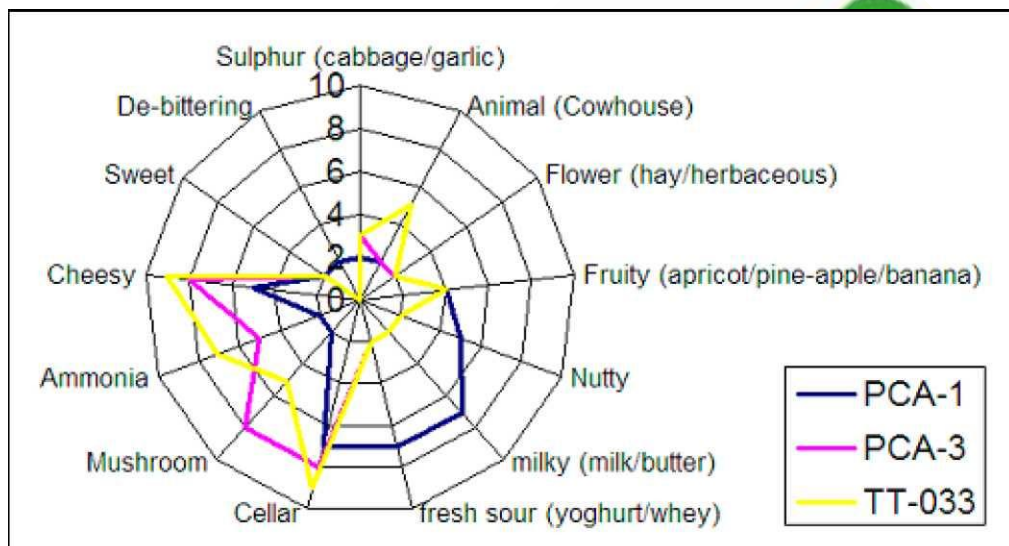 Sulphur (cabbage/garlic)
10
De-bittering
Animal (Cowhouse)
8
Sweet
6
Flower (hay/herbaceous)
4
2
Cheesy
0
Fruity (apricot/pine-apple/banana)
Ammonia
Nutty
Mushroom
milky (milk/butter)
Cellar
fresh sour (yoghurt/whey)
PCA-1
PCA-3
TT-033